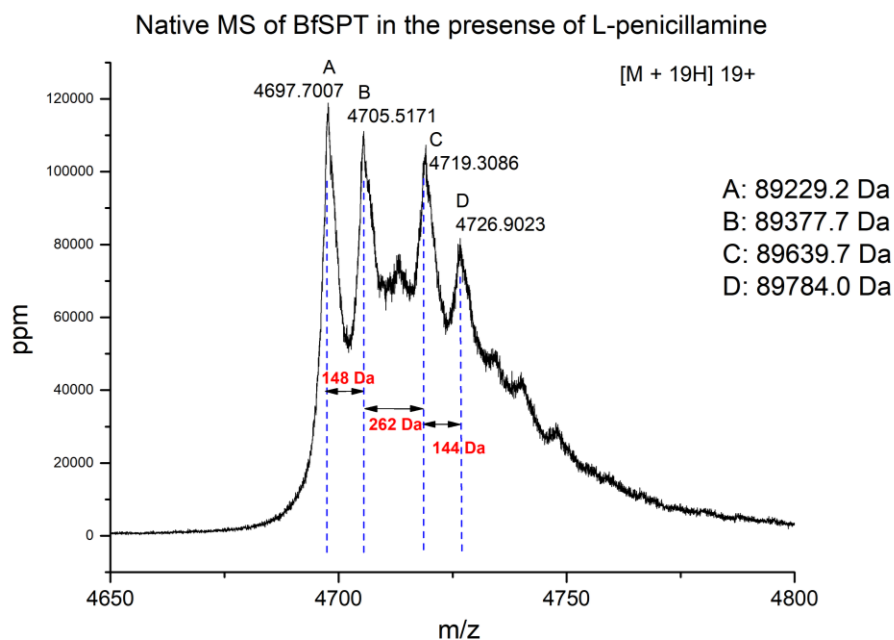 Native MS of BfSPT in the presense of L-penicillamine
A
4697.7007
B
4705.5171
C
4719.3086
D
4726.9023
[M + 19H] 19+
A: 89229.2 Da
B: 89377.7 Da
C: 89639.7 Da
D: 89784.0 Da
148 Da
262 Da
144 Da
120000
100000
80000
60000
40000
20000
0
ppm
4650
4700
4750
4800
m/z